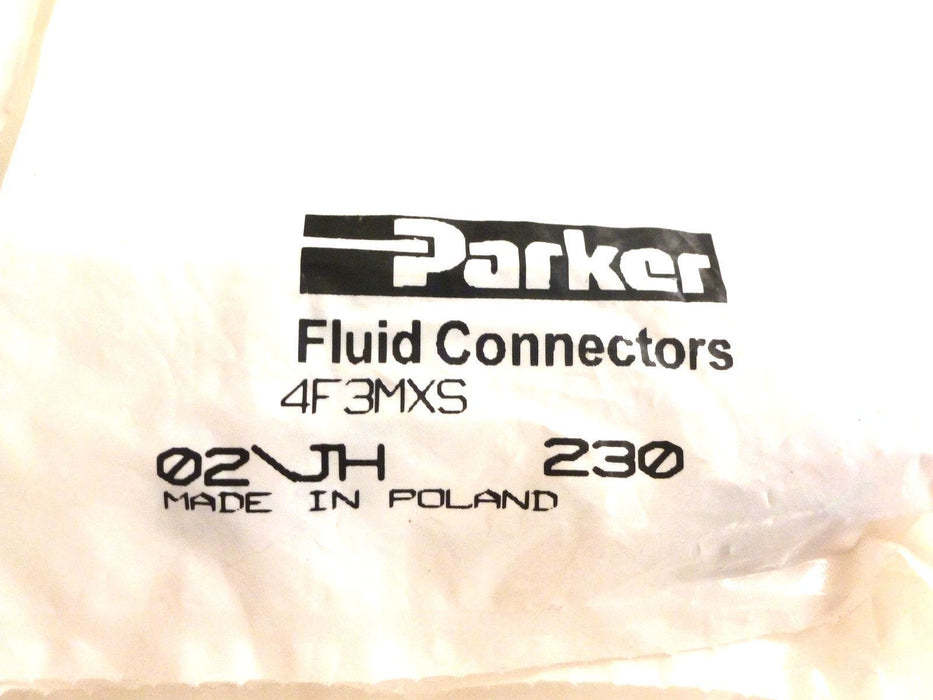 Parker
Fluid Connectors
4F3MXS
02\JH 230
MADE IN POLAND